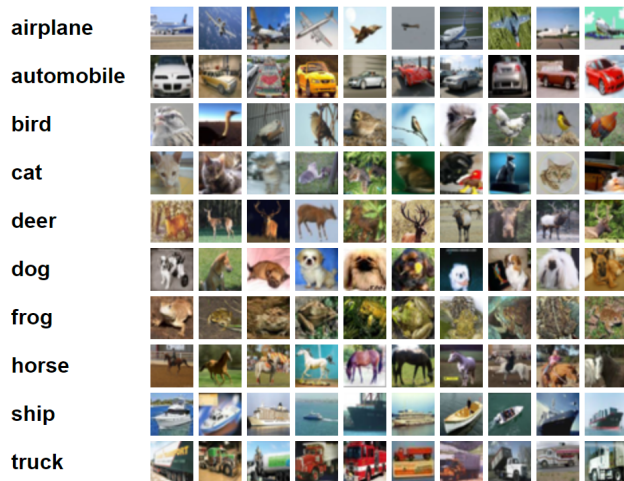 airplane
automobile
bird
cat
deer
dog
frog
horse
ship
truck